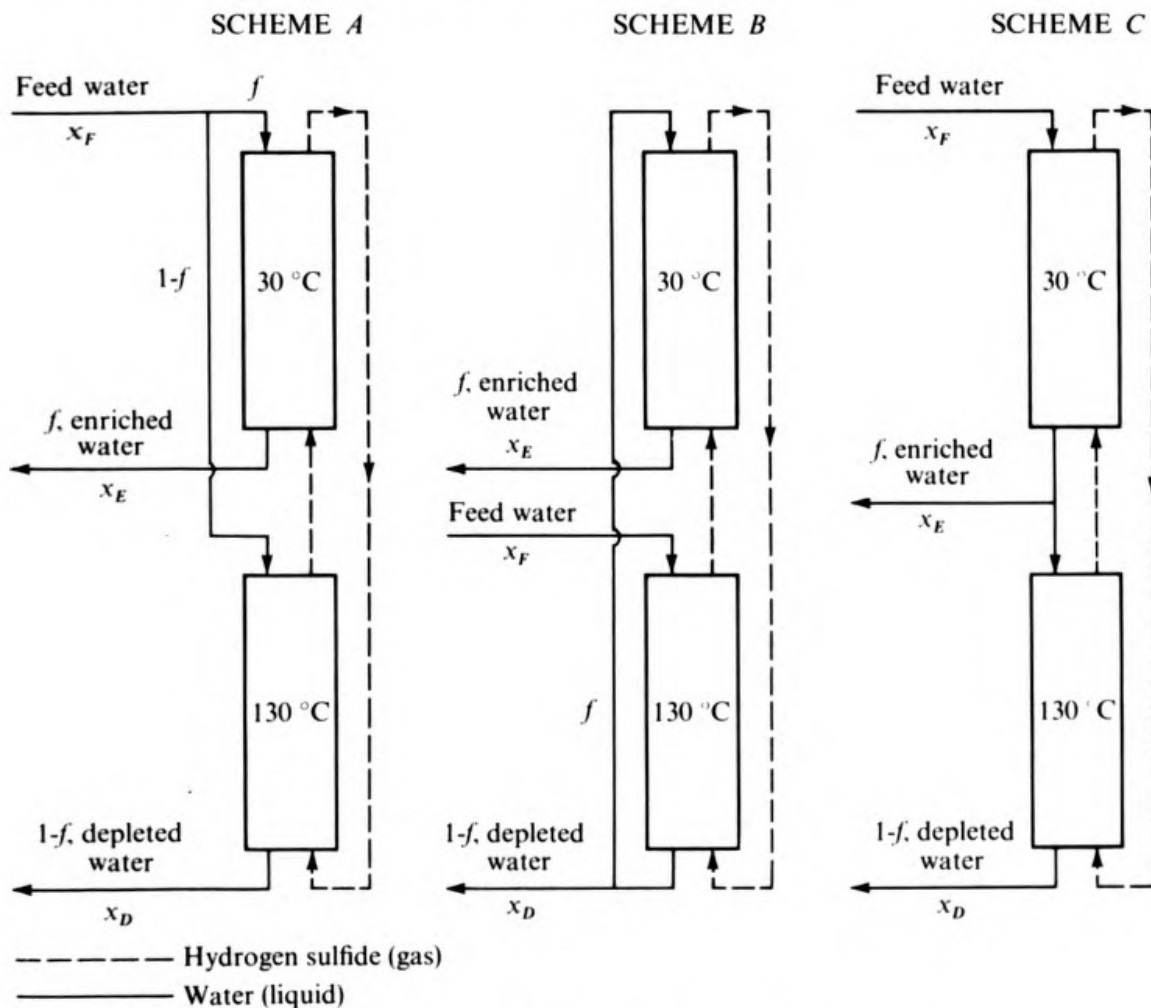 SCHEME A
Feed water
f
x_F
30 °C
1-f
f, enriched
water
x_E
130 °C
1-f, depleted
water
x_D
SCHEME B
30 °C
f, enriched
water
x_E
Feed water
x_F
f
130 °C
1-f, depleted
water
x_D
SCHEME C
Feed water
x_F
30 °C
f, enriched
water
x_E
130 °C
1-f, depleted
water
x_D
Hydrogen sulfide (gas)
Water (liquid)